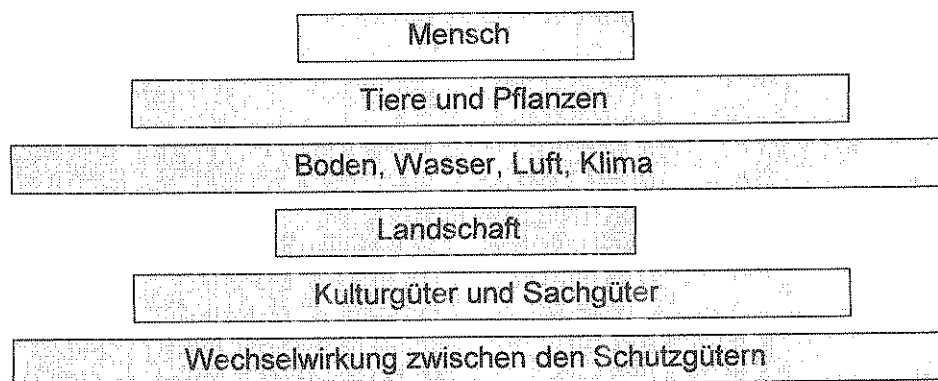 Mensch
Tiere und Pflanzen
Boden, Wasser, Luft, Klima
Landschaft
Kulturgüter und Sachgüter
Wechselwirkung zwischen den Schutzgütern